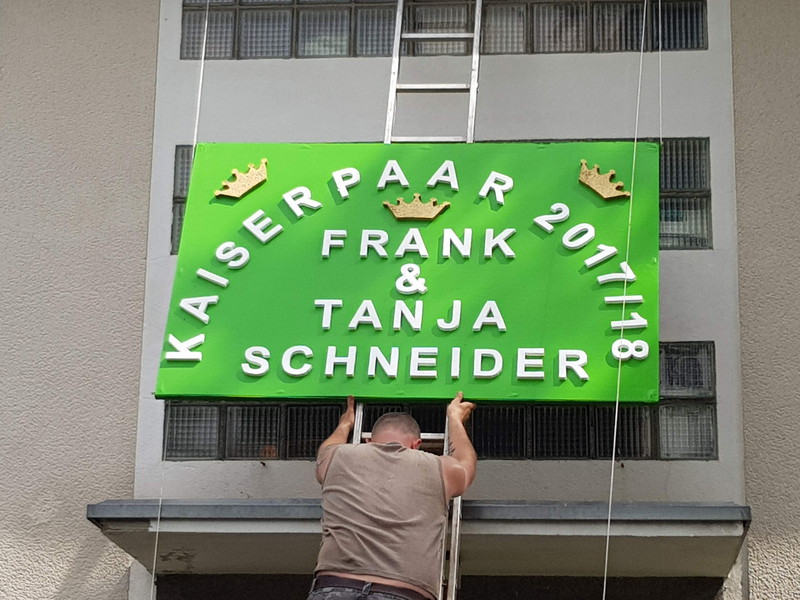 KAISERPAAR 2017/18
FRANK
&
TANJA
SCHNEIDER